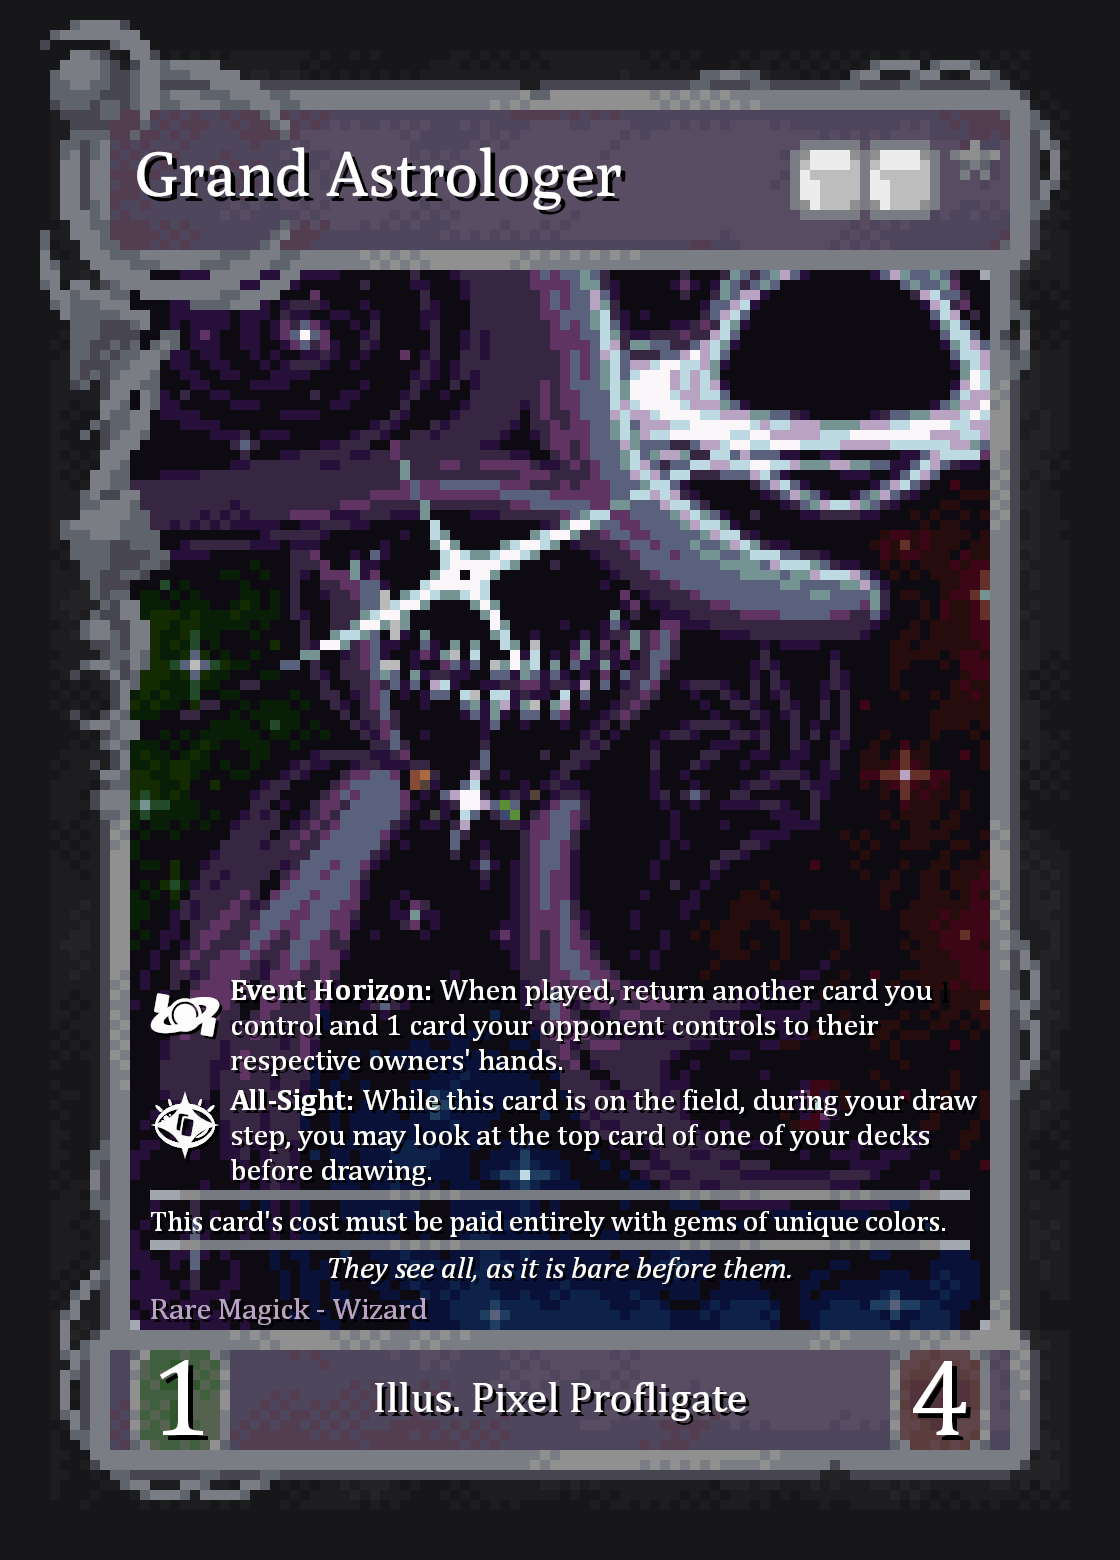 Grand Astrologer
Event Horizon: When played, return another card you
control and 1 card your opponent controls to their
respective owners' hands.
All-Sight: While this card is on the field, during your draw
step, you may look at the top card of one of your decks
before drawing.
This card's cost must be paid entirely with gems of unique colors.
They see all, as it is bare before them.
Rare Magick - Wizard
1
Illus. Pixel Profligate
4